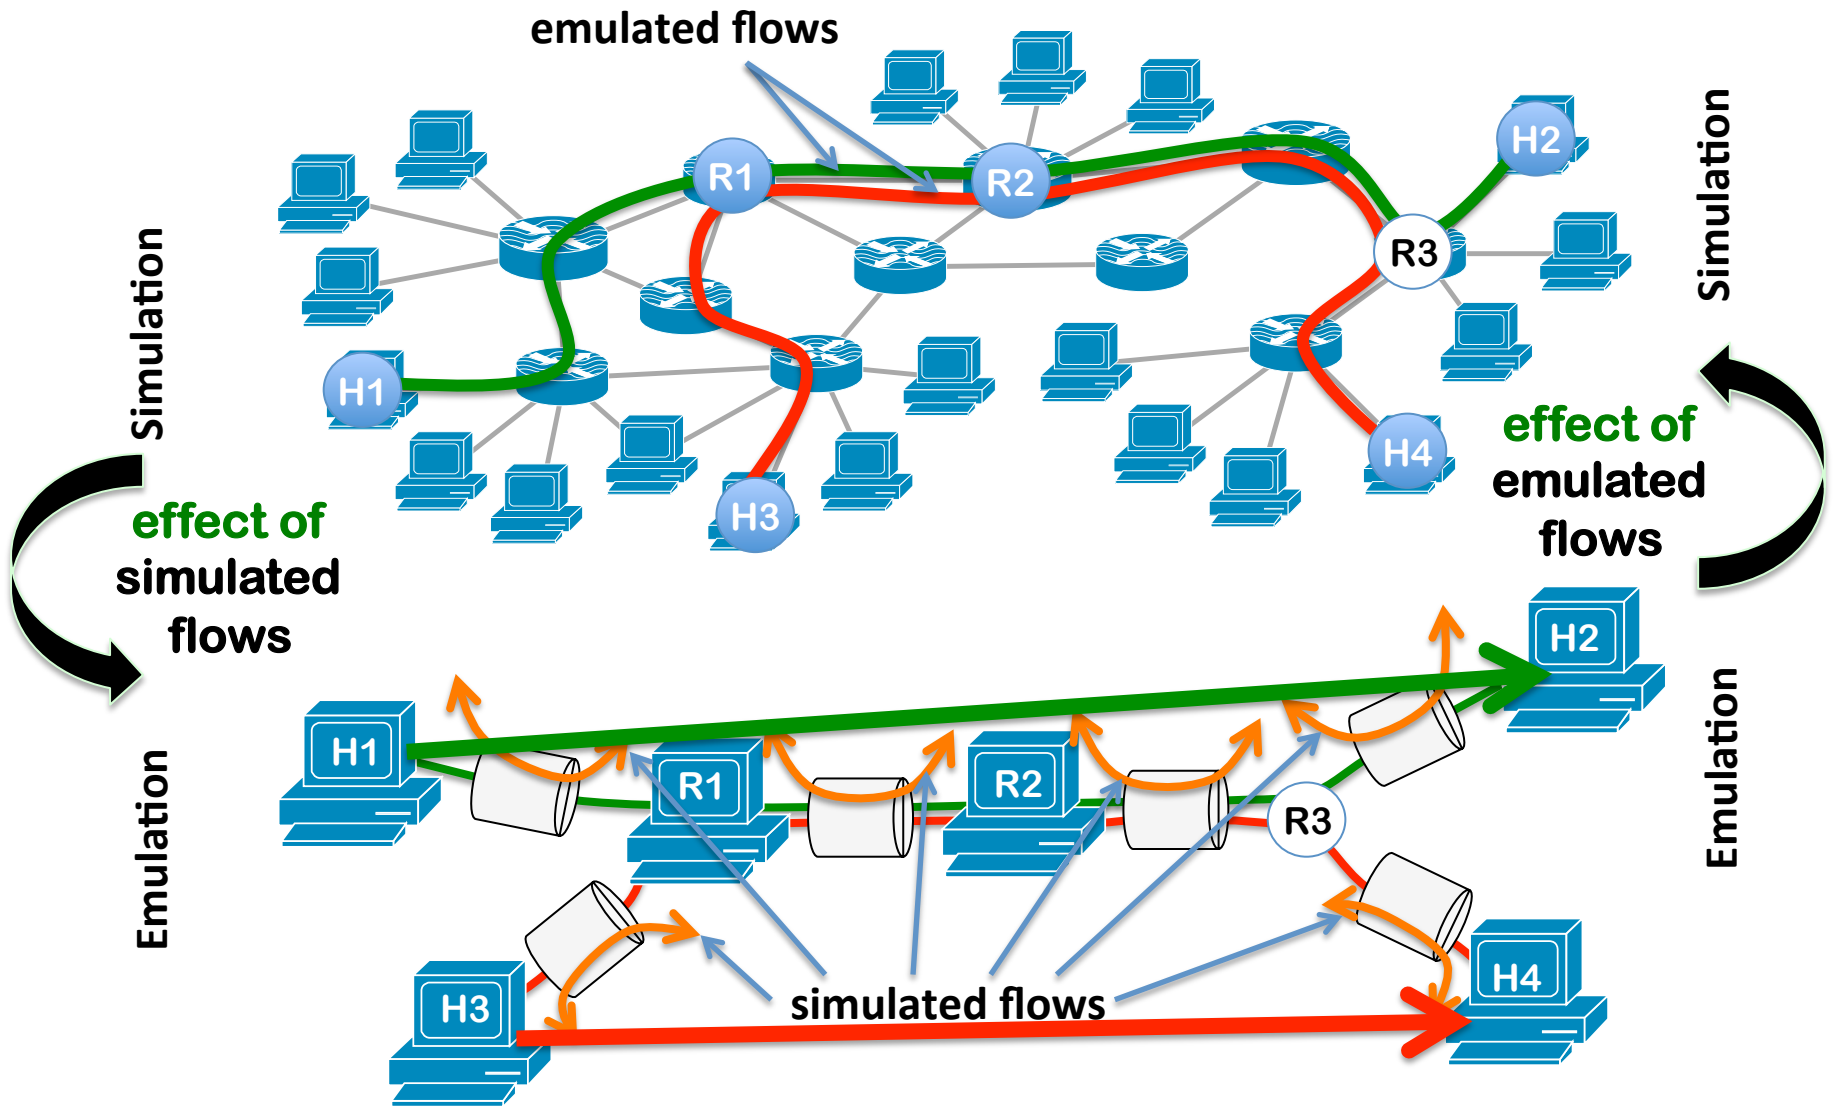 emulated flows
R1
R2
H2
R3
H1
H3
H4
Simulation
Simulation
effect of
simulated
flows
effect of
emulated
flows
H2
H1
R1
R2
R3
H3
H4
simulated flows
Emulation
Emulation